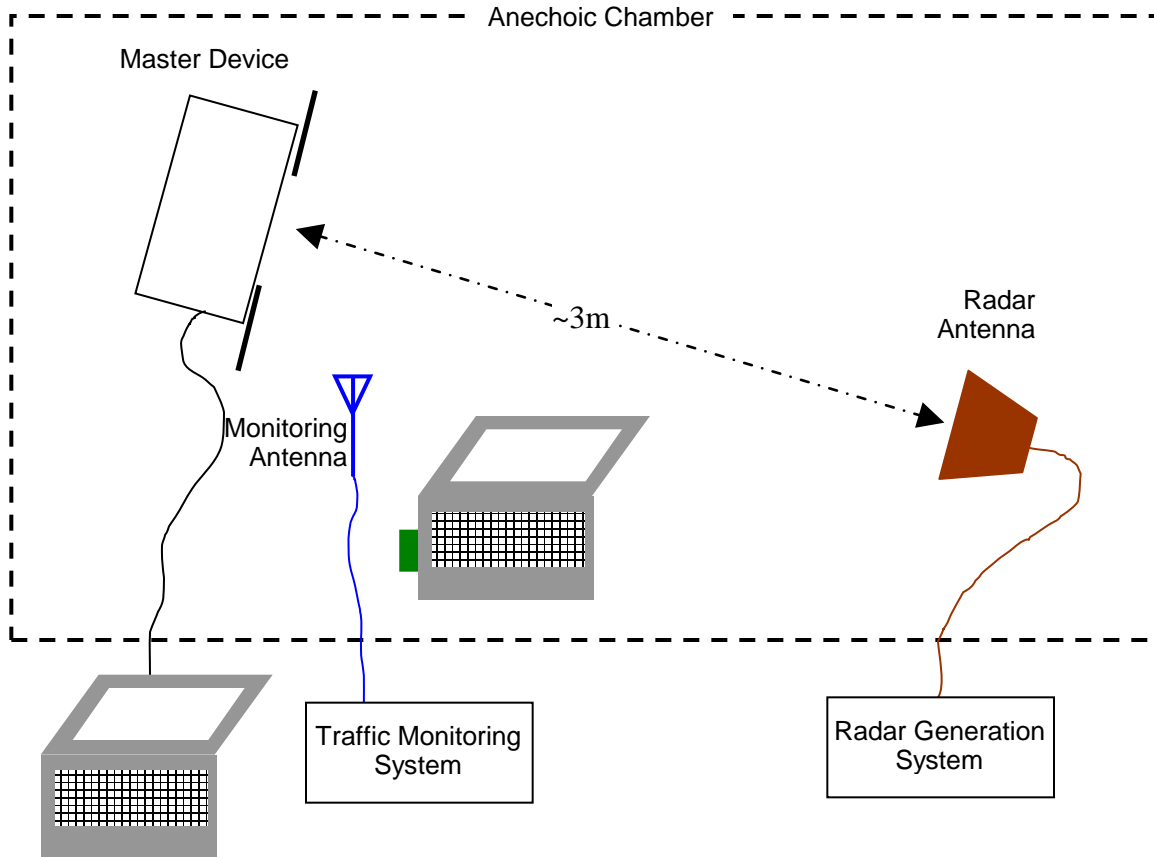 Anechoic Chamber
Master Device
~3m
Radar
Antenna
Monitoring
Antenna
Traffic Monitoring
System
Radar Generation
System